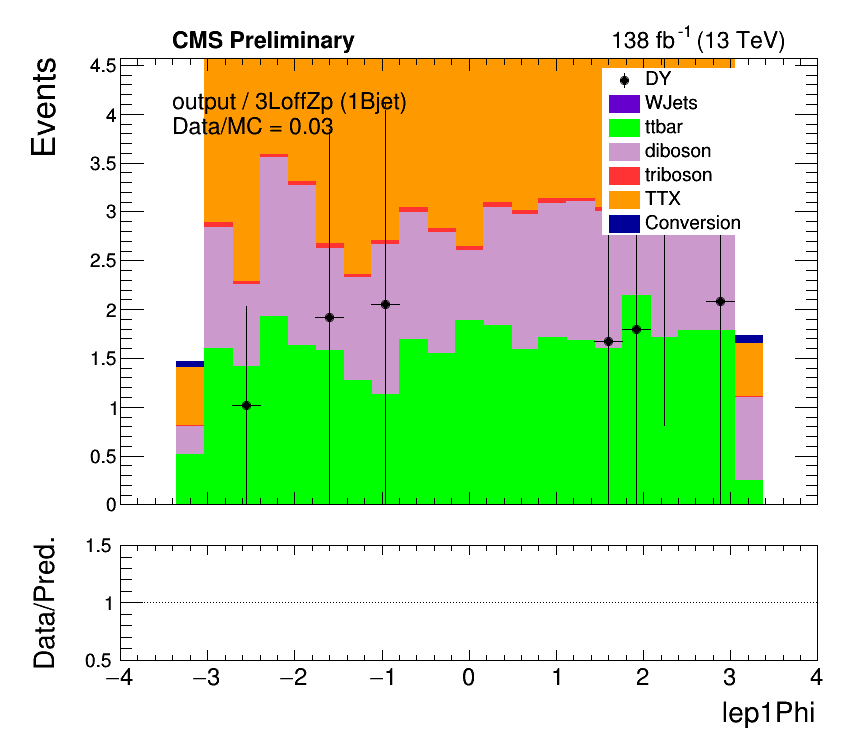 CMS Preliminary
138 fb-1 (13 TeV)
Events
output / 3LoffZp (1Bjet)
Data/MC = 0.03
DY
WJets
ttbar
diboson
triboson
TTX
Conversion
4.5
4
3.5
3
2.5
2
1.5
1
0.5
0
Data/Pred.
1.5
1
0.5
−4 −3 −2 −1 0 1 2 3 4
lep1Phi